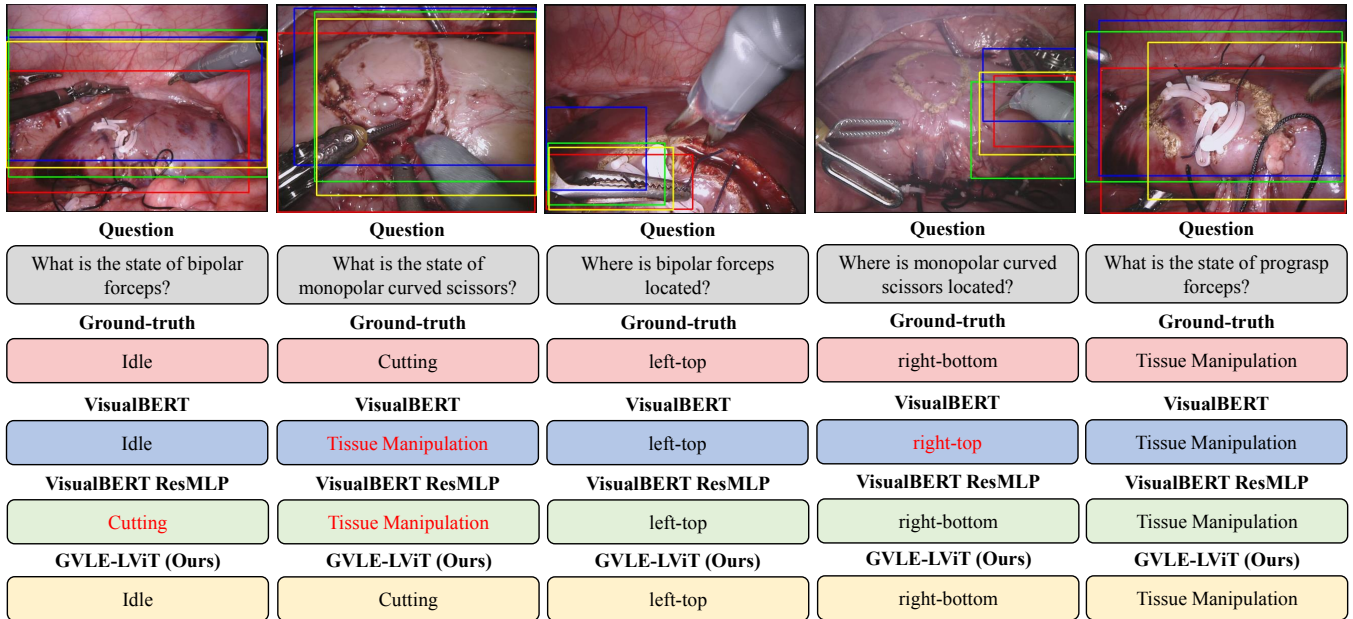 Question
What is the state of bipolar
forceps?
Ground-truth
Idle
VisualBERT
Idle
VisualBERT ResMLP
Cutting
GVLE-LViT (Ours)
Idle
Question
What is the state of
monopolar curved scissors?
Ground-truth
Cutting
VisualBERT
Tissue Manipulation
VisualBERT ResMLP
Tissue Manipulation
GVLE-LViT (Ours)
Cutting
Question
Where is bipolar forceps
located?
Ground-truth
left-top
VisualBERT
left-top
VisualBERT ResMLP
left-top
GVLE-LViT (Ours)
left-top
Question
Where is monopolar curved
scissors located?
Ground-truth
right-bottom
VisualBERT
right-top
VisualBERT ResMLP
right-bottom
GVLE-LViT (Ours)
right-bottom
Question
What is the state of prograsp
forceps?
Ground-truth
Tissue Manipulation
VisualBERT
Tissue Manipulation
VisualBERT ResMLP
Tissue Manipulation
GVLE-LViT (Ours)
Tissue Manipulation